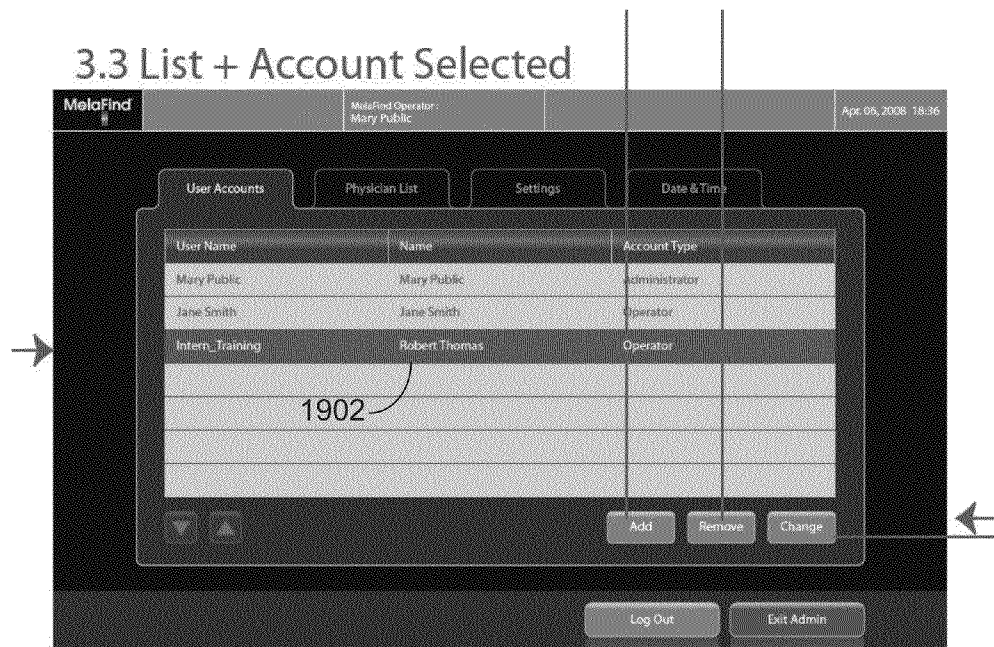 3.3 List + Account Selected
MelaFind
MelaFind Operator :
Mary Public
Apr. 06, 2008 18:36
User Accounts
Physician List
Settings
Date & Time
User Name Name Account Type
Mary Public Mary Public Administrator
Jane Smith Jane Smith Operator
Intern_Training Robert Thomas Operator
1902
Add Remove Change
Log Out Exit Admin